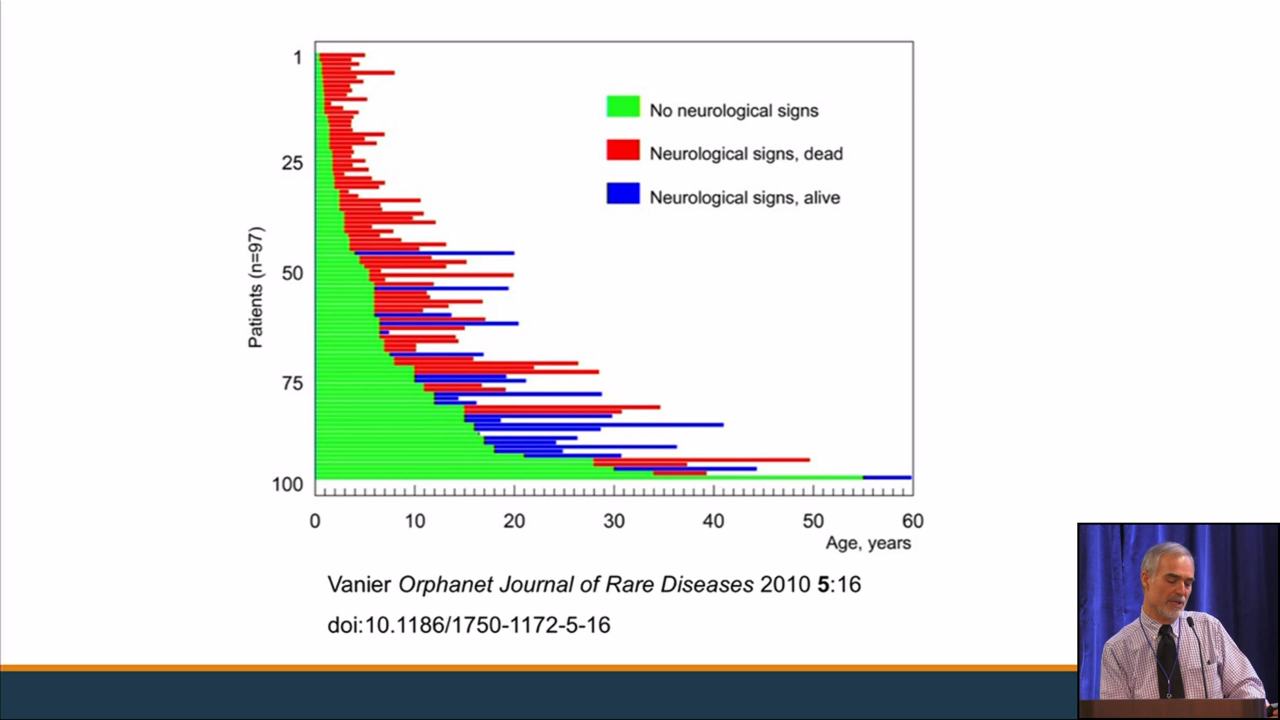 1
25
50
75
100
Patients (n=97)
No neurological signs
Neurological signs, dead
Neurological signs, alive
0 10 20 30 40 50 60
Age, years
Vanier Orphanet Journal of Rare Diseases 2010 5:16
doi:10.1186/1750-1172-5-16